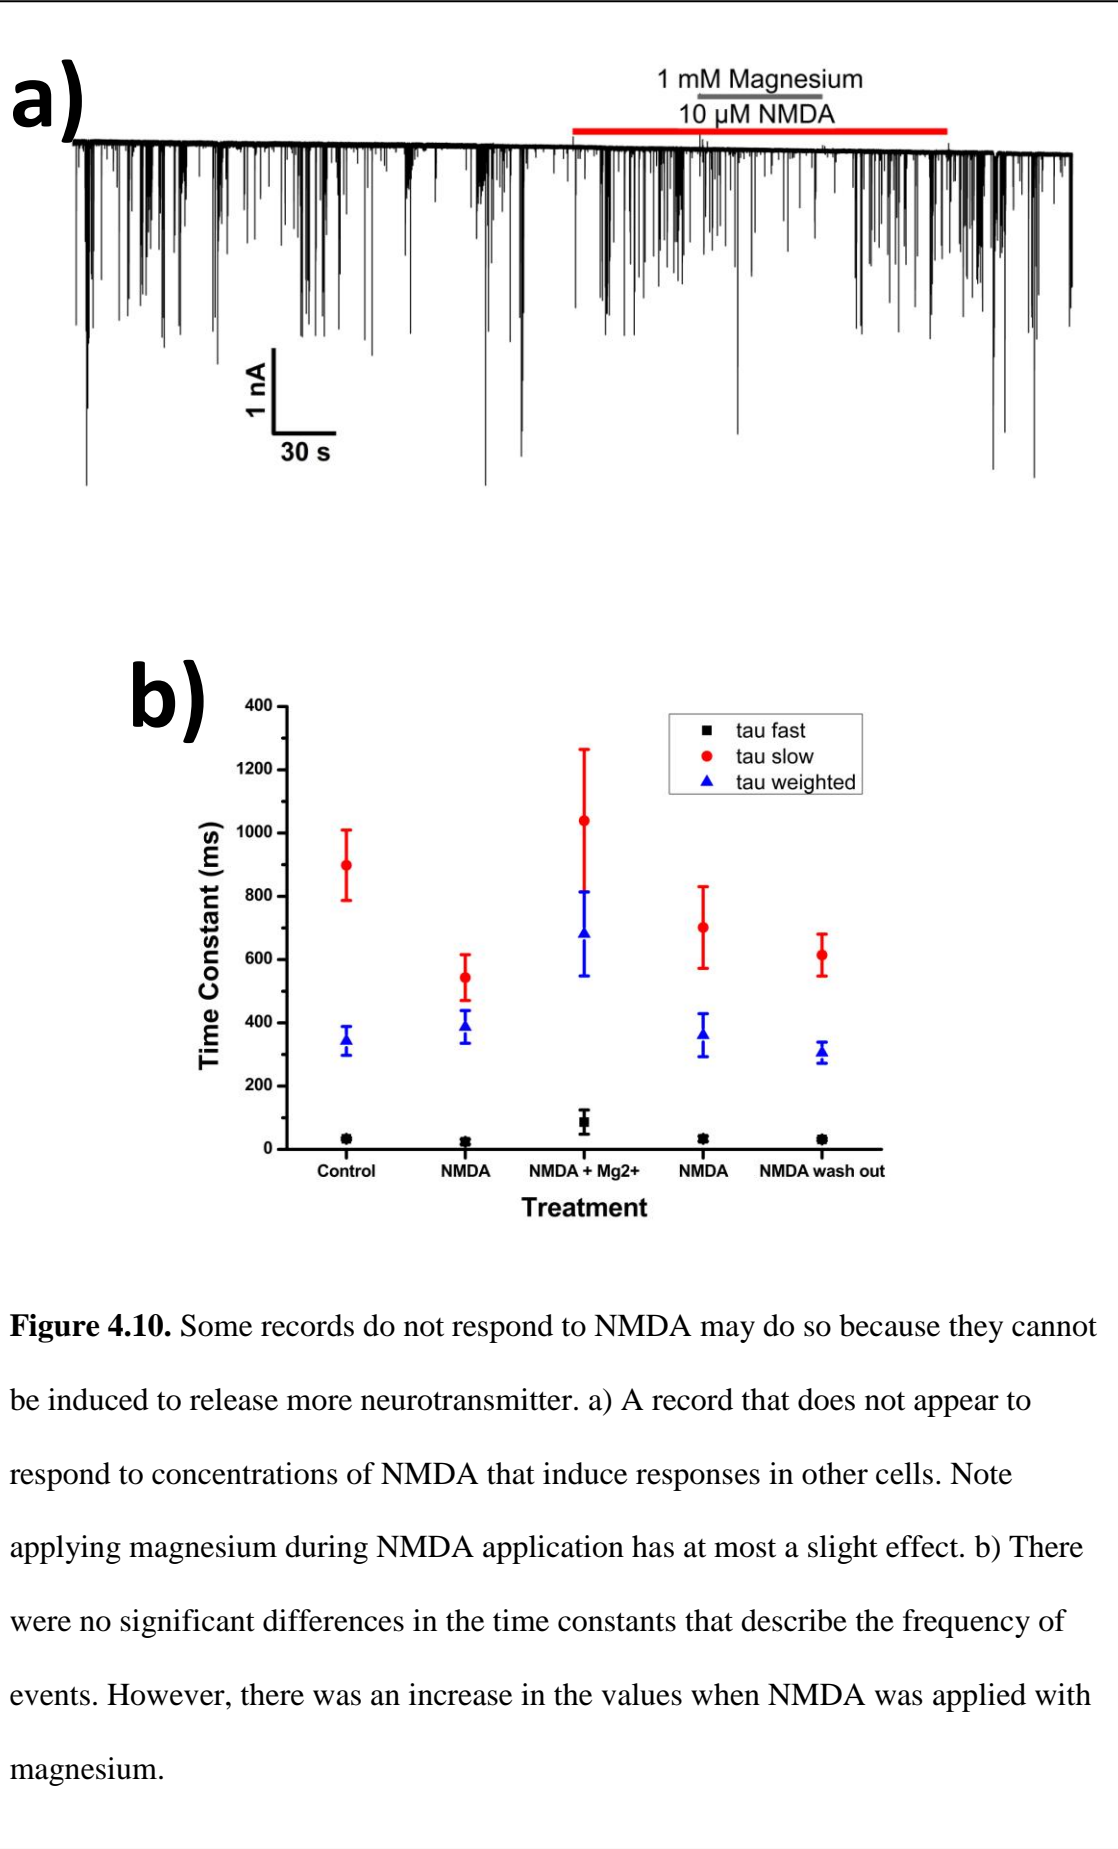 a)
1 mM Magnesium
10 µM NMDA
1 nA
30 s
b)
400
1200
1000
800
600
400
200
0
Time Constant (ms)
tau fast
tau slow
tau weighted
Control
NMDA
NMDA + Mg2+
NMDA
NMDA wash out
Treatment
Figure 4.10. Some records do not respond to NMDA may do so because they cannot
be induced to release more neurotransmitter. a) A record that does not appear to
respond to concentrations of NMDA that induce responses in other cells. Note
applying magnesium during NMDA application has at most a slight effect. b) There
were no significant differences in the time constants that describe the frequency of
events. However, there was an increase in the values when NMDA was applied with
magnesium.